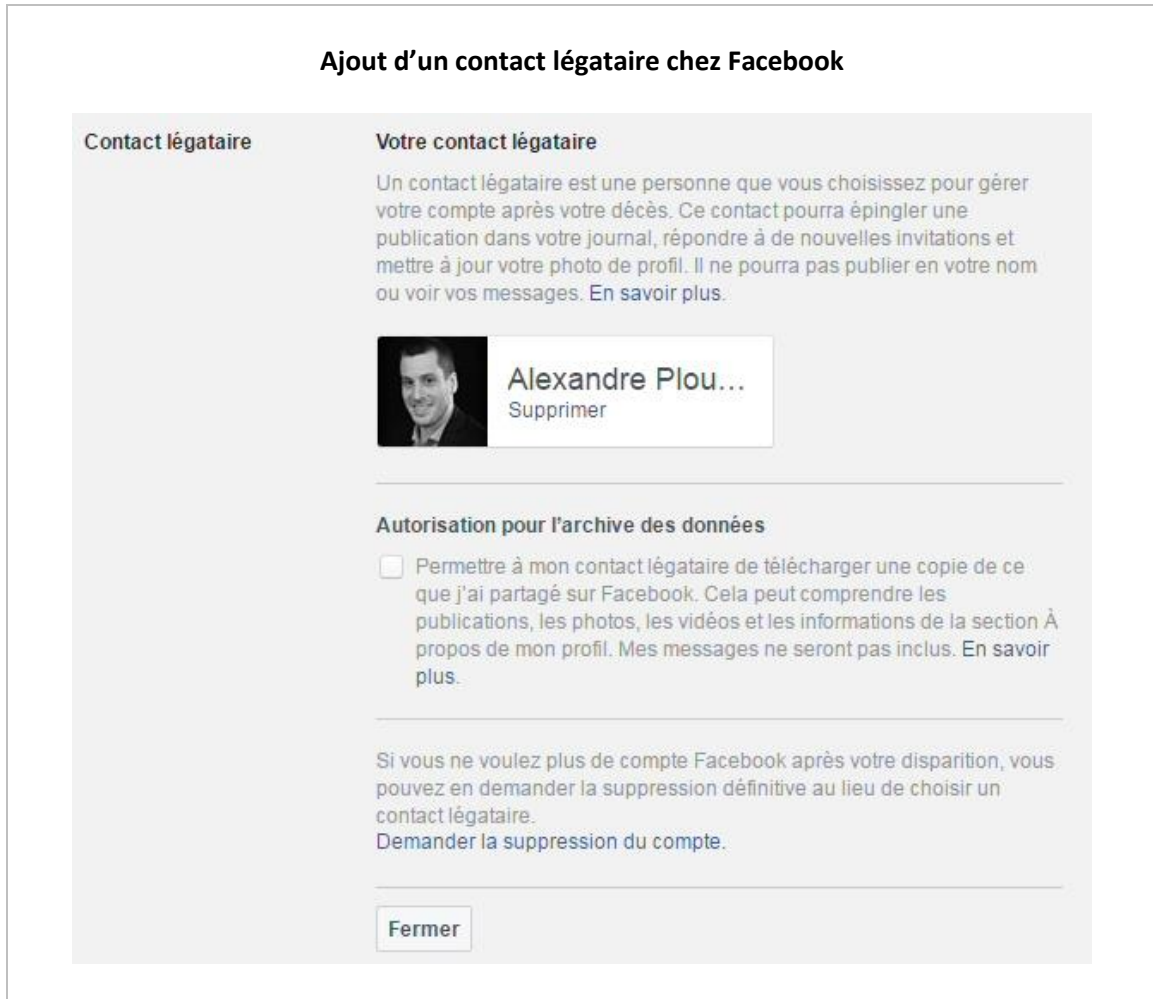 Ajout d’un contact légataire chez Facebook
Contact légataire
Votre contact légataire
Un contact légataire est une personne que vous choisissez pour gérer
votre compte après votre décès. Ce contact pourra épingler une
publication dans votre journal, répondre à de nouvelles invitations et
mettre à jour votre photo de profil. Il ne pourra pas publier en votre nom
ou voir vos messages. En savoir plus.
Alexandre Plou...
Supprimer
Autorisation pour l’archive des données
Permettre à mon contact légataire de télécharger une copie de ce
que j’ai partagé sur Facebook. Cela peut comprendre les
publications, les photos, les vidéos et les informations de la section À
propos de mon profil. Mes messages ne seront pas inclus. En savoir
plus.
Si vous ne voulez plus de compte Facebook après votre disparition, vous
pouvez en demander la suppression définitive au lieu de choisir un
contact légataire.
Demander la suppression du compte.
Fermer